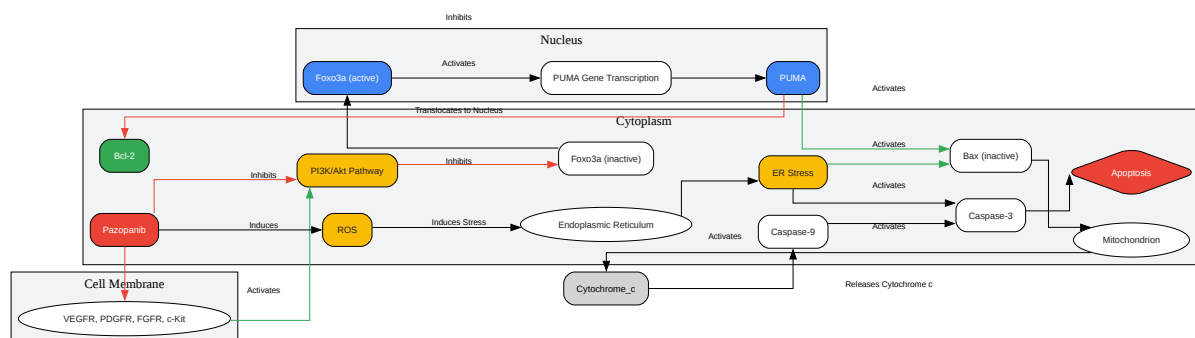 Inhibits
Nucleus
Foxo3a (active)
Activates
PUMA Gene Transcription
PUMA
Activates
Translocates to Nucleus
Cytoplasm
Bcl-2
PI3K/Akt Pathway
Inhibits
Inhibits
Foxo3a (inactive)
ER Stress
Activates
Bax (inactive)
Apoptosis
Activates
Pazopanib
Induces
ROS
Induces Stress
Endoplasmic Reticulum
Activates
Caspase-9
Activates
Caspase-3
Mitochondrion
Cell Membrane
VEGFR, PDGFR, FGFR, c-Kit
Activates
Cytochrome_c
Releases Cytochrome c